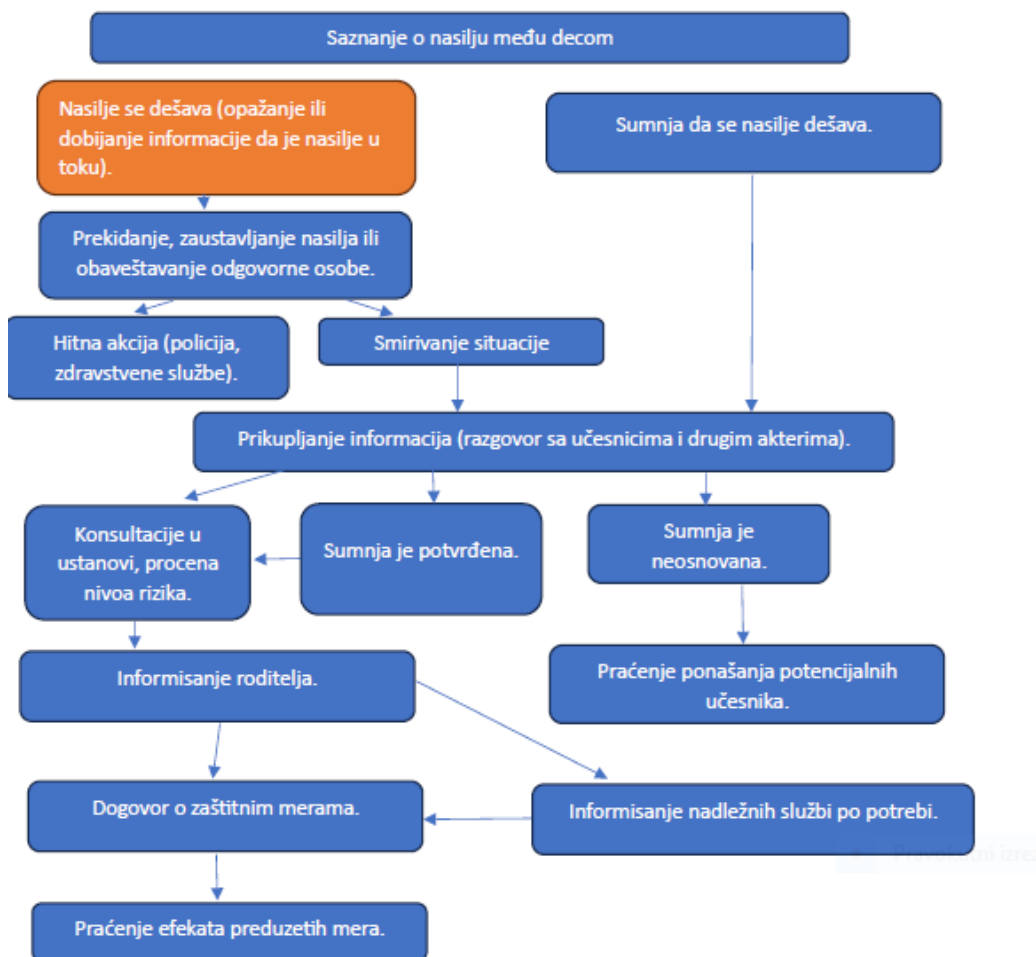 Saznanje o nasilju među decom
Nasilje se dešava (opažanje ili
dobijanje informacije da je nasilje u
toku).
Sumnja da se nasilje dešava.
Prekidanje, zaustavljanje nasilja ili
obaveštavanje odgovorne osobe.
Hitna akcija (policija,
zdravstvene službe).
Smirivanje situacije
Prikupljanje informacija (razgovor sa učesnicima i drugim akterima).
Konsultacije u
ustanovi, procena
nivoa rizika.
Sumnja je potvrđena.
Sumnja je
neosnovana.
Informisanje roditelja.
Praćenje ponašanja potencijalnih
učesnika.
Dogovor o zaštitnim merama.
Informisanje nadležnih službi po potrebi.
Pravokutni izrez
Praćenje efekata preduzetih mera.